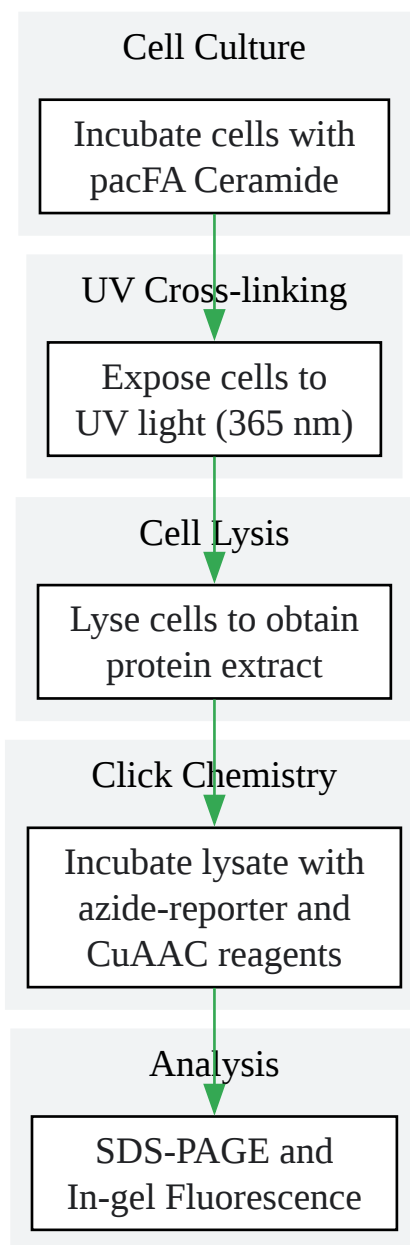 Cell Culture
Incubate cells with
pacFA Ceramide
UV Cross-linking
Expose cells to
UV light (365 nm)
Cell Lysis
Lyse cells to obtain
protein extract
Click Chemistry
Incubate lysate with
azide-reporter and
CuAAC reagents
Analysis
SDS-PAGE and
In-gel Fluorescence